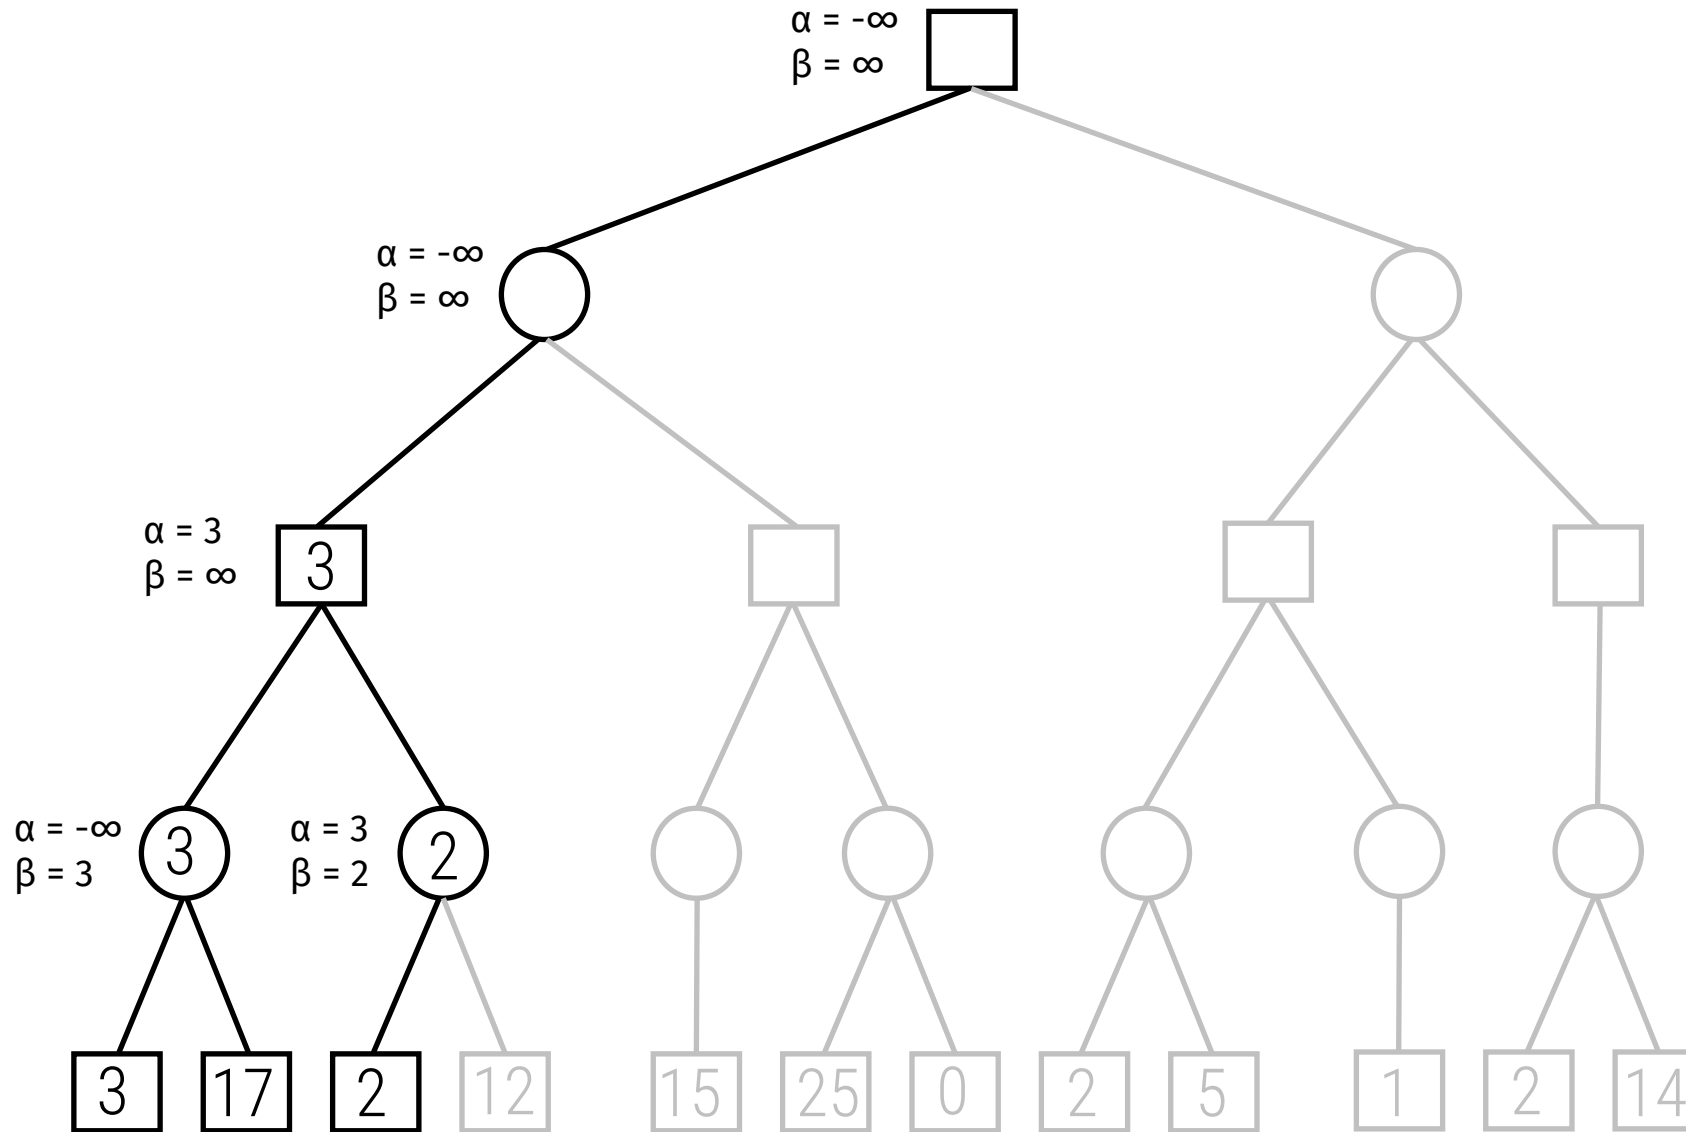 α = -∞
β = ∞
α = -∞
β = ∞
α = 3
β = ∞
3
α = -∞
β = 3
3
α = 3
β = 2
2
3 17 2 12 15 25 0 2 5 1 2 14